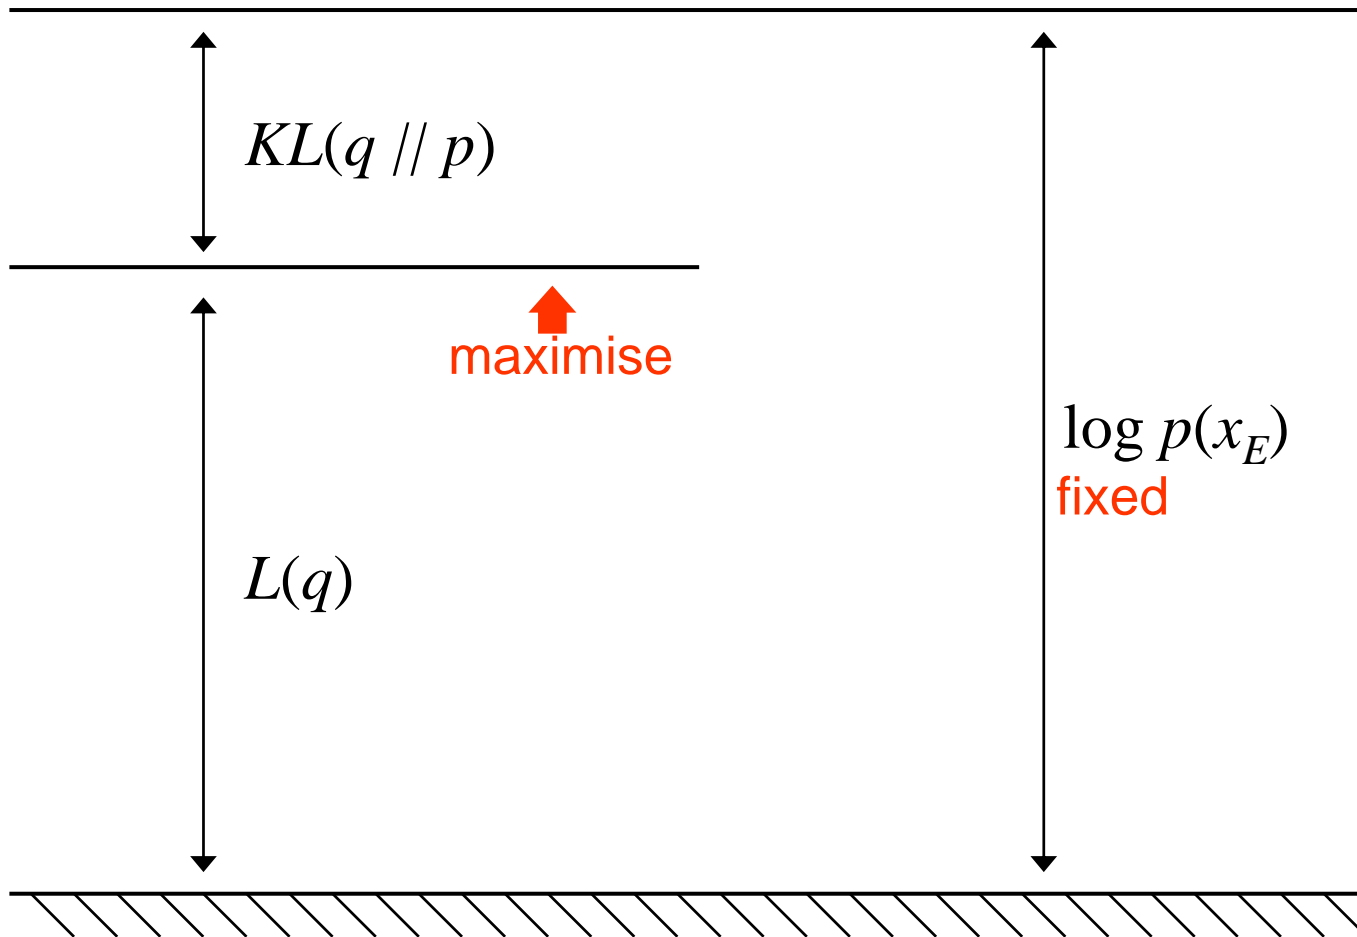 KL(q // p)
maximise
log p(x_E)
fixed
L(q)